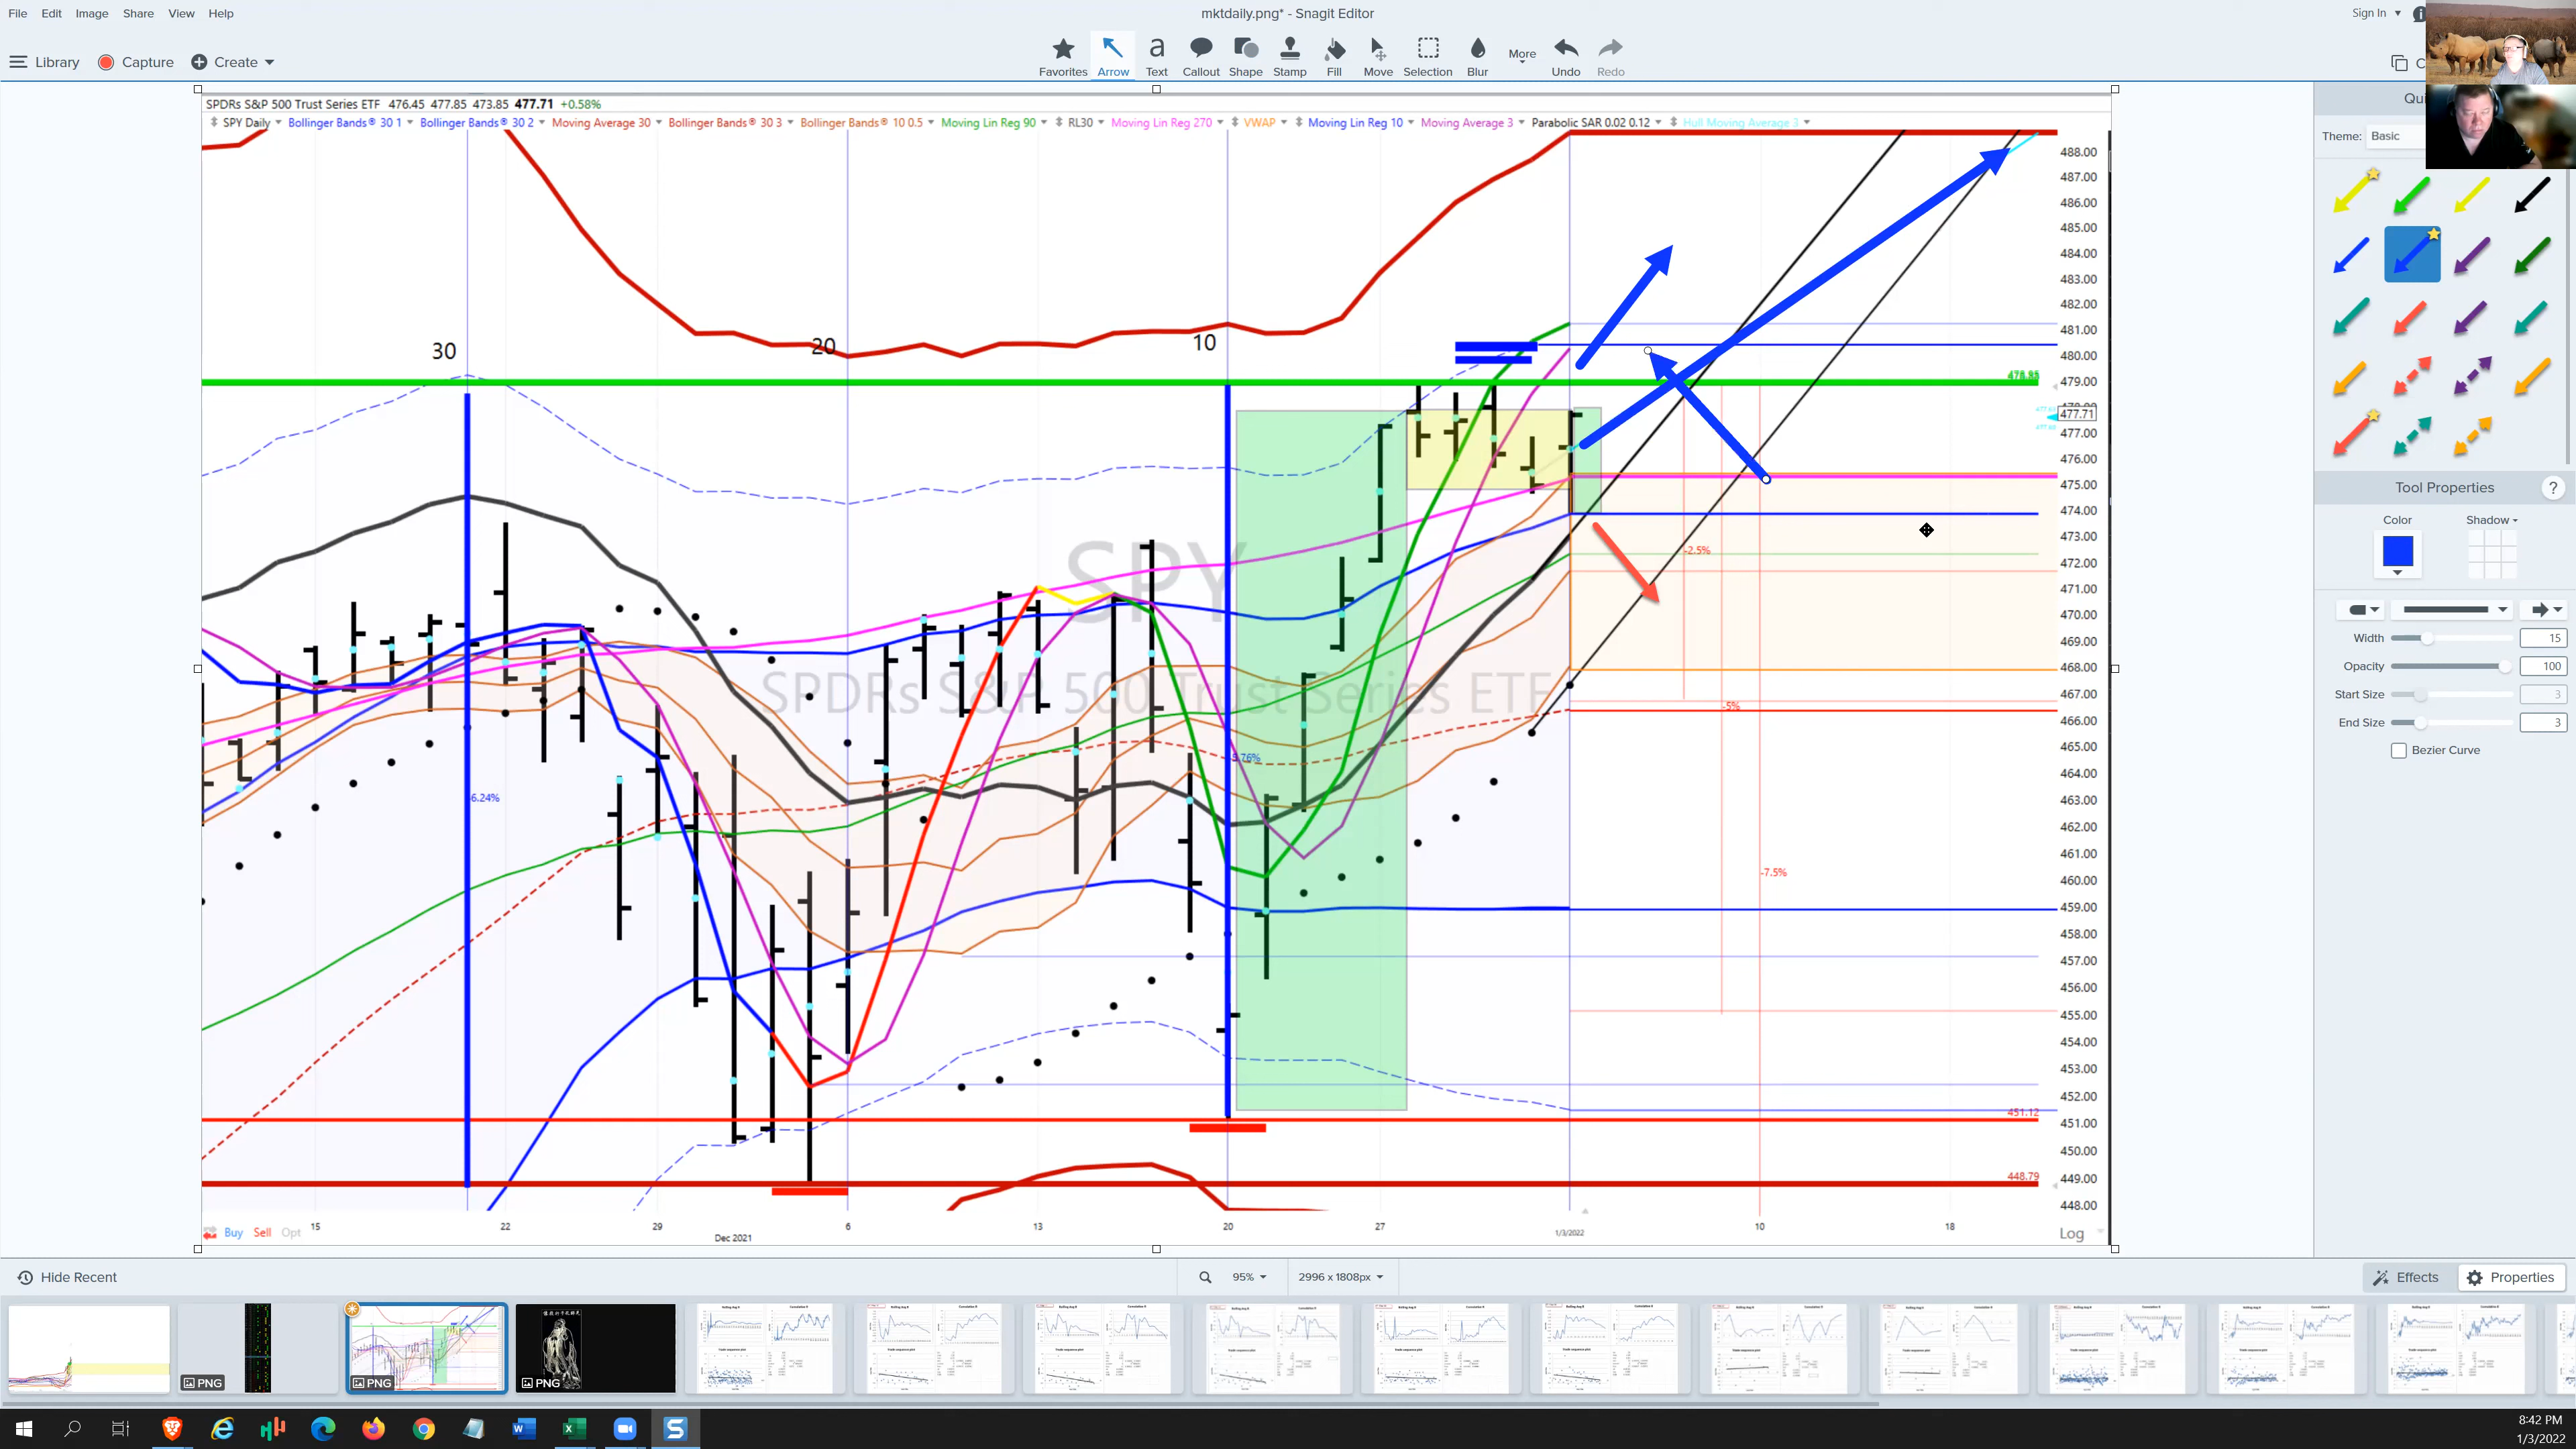 File Edit Image Share View Help
mktdaily.png* - Snagit Editor
Sign In
Library Capture Create
Favorites Arrow Text Callout Shape Stamp Fill Move Selection Blur More Undo Redo
SPDRs S&P 500 Trust Series ETF 476.45 477.85 473.85 477.71 +0.58%
SPY Daily Bollinger Bands® 30 1 Bollinger Bands® 30 2 Moving Average 30 Bollinger Bands® 30 3 Bollinger Bands® 10 0.5 Moving Lin Reg 90 RL30 Moving Lin Reg 270 VWAP Moving Lin Reg 10 Moving Average 3 Parabolic SAR 0.02 0.12 Hull Moving Average 3
Theme: Basic
488.00
487.00
486.00
485.00
484.00
483.00
482.00
481.00
480.00
479.00
477.71
477.00
476.00
475.00
474.00
473.00
472.00
471.00
470.00
469.00
468.00
467.00
466.00
465.00
464.00
463.00
462.00
461.00
460.00
459.00
458.00
457.00
456.00
455.00
454.00
453.00
452.00
451.00
450.00
449.00
448.00
30
20
10
SPY
SPDRs S&P 500 Trust Series ETF
-2.5%
-5%
-7.5%
6.24%
5.76%
451.12
448.79
Buy Sell Opt
15 22 29 6 13 20 27 1/3/2022 10 18
Dec 2021
Log
Tool Properties
?
Color Shadow
Width 15
Opacity 100
Start Size 3
End Size 3
Bezier Curve
Hide Recent
95%
2996 x 1808px
Effects
Properties
PNG
PNG
PNG
8:42 PM
1/3/2022